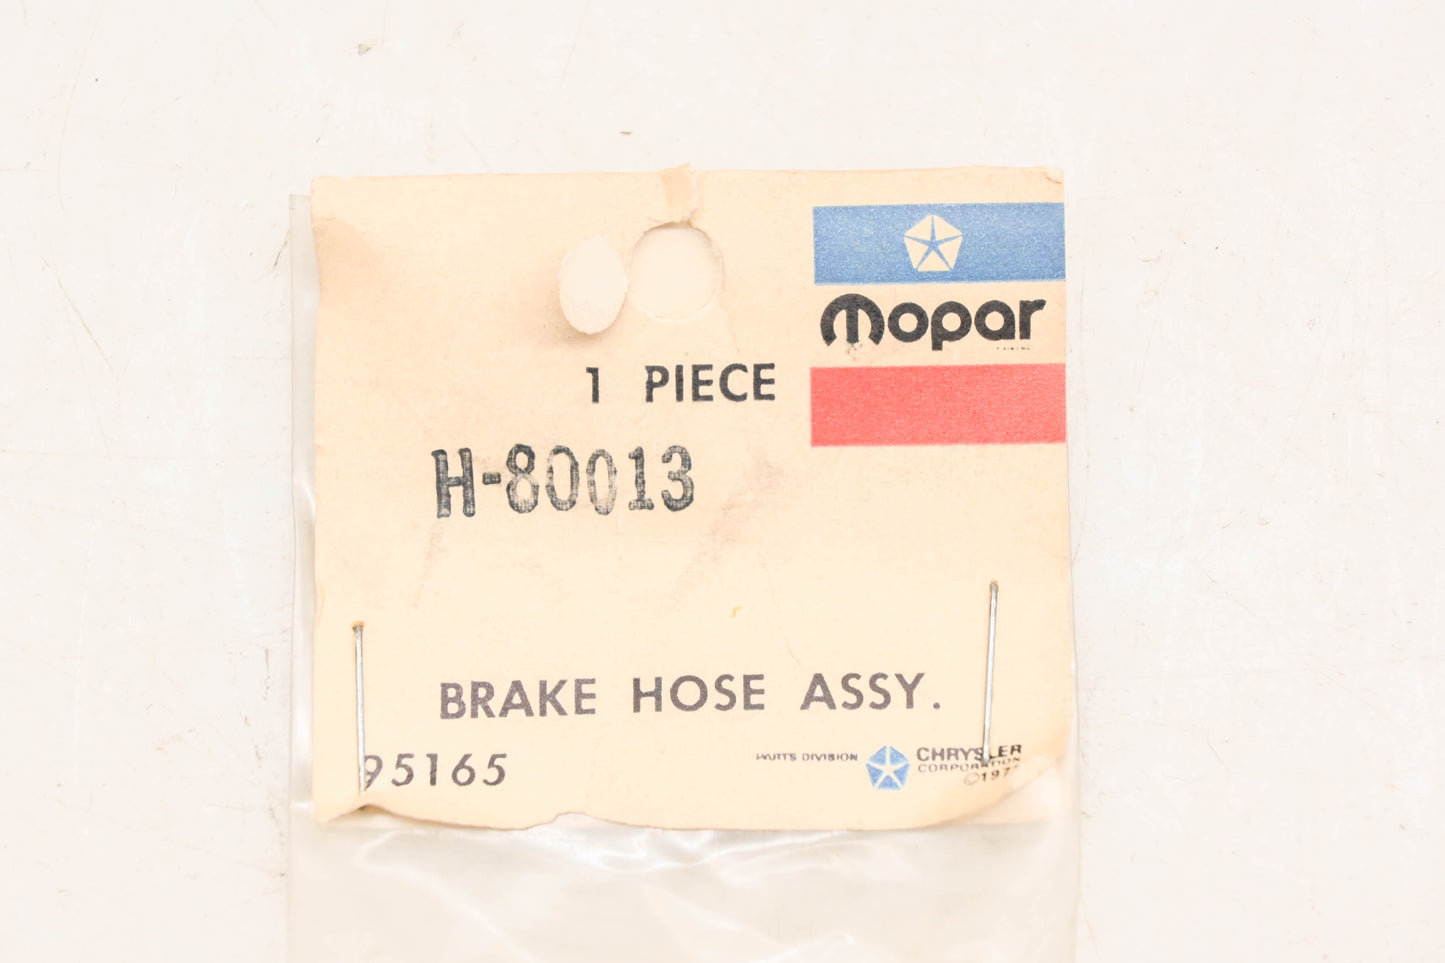 mopar
1 PIECE
H-80013
BRAKE HOSE ASSY.
95165
PARTS DIVISION
CHRYSLER
CORPORATION